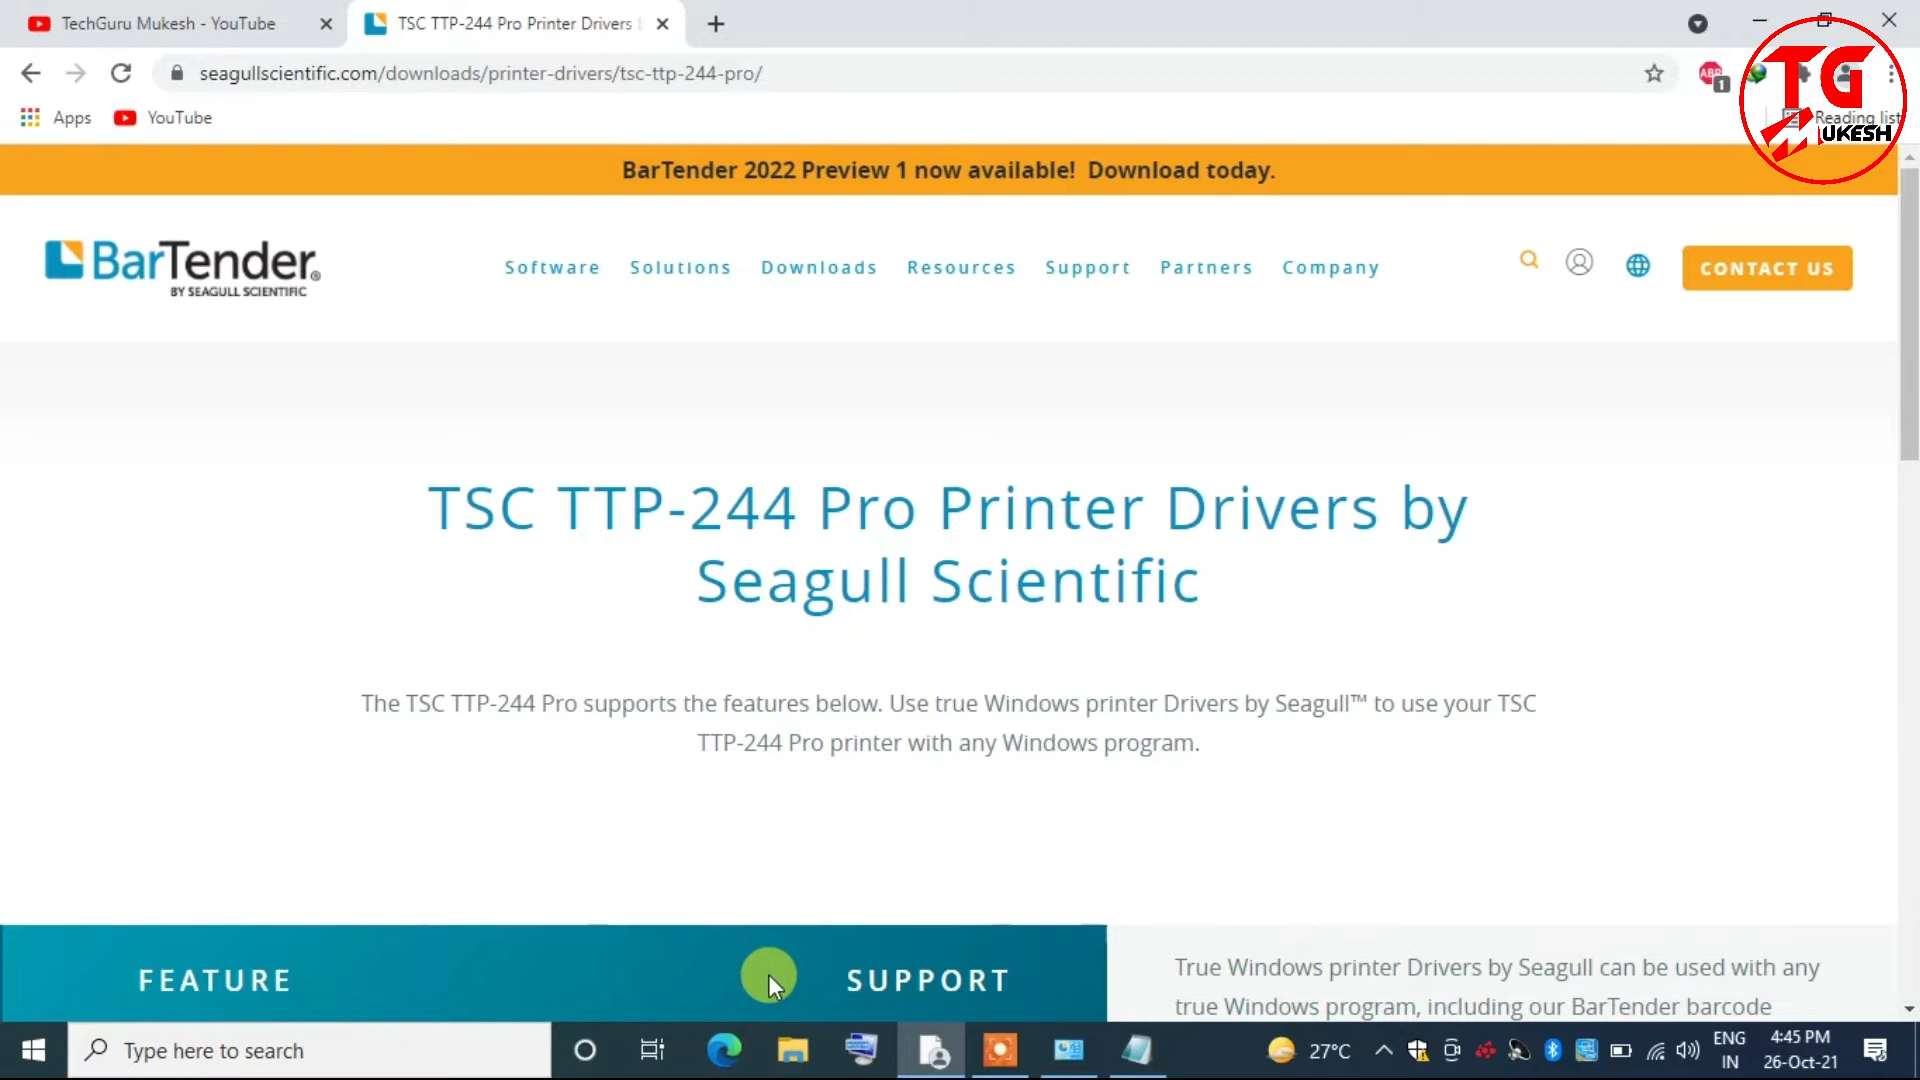 TechGuru Mukesh - YouTube
TSC TTP-244 Pro Printer Drivers
seagullscientific.com/downloads/printer-drivers/tsc-ttp-244-pro/
ABP
1
Apps
YouTube
Reading list
TG
MUKESH
BarTender 2022 Preview 1 now available! Download today.
BarTender®
BY SEAGULL SCIENTIFIC
Software
Solutions
Downloads
Resources
Support
Partners
Company
CONTACT US
TSC TTP-244 Pro Printer Drivers by
Seagull Scientific
The TSC TTP-244 Pro supports the features below. Use true Windows printer Drivers by Seagull™ to use your TSC
TTP-244 Pro printer with any Windows program.
FEATURE
SUPPORT
True Windows printer Drivers by Seagull can be used with any
true Windows program, including our BarTender barcode
Type here to search
27°C
ENG
IN
4:45 PM
26-Oct-21